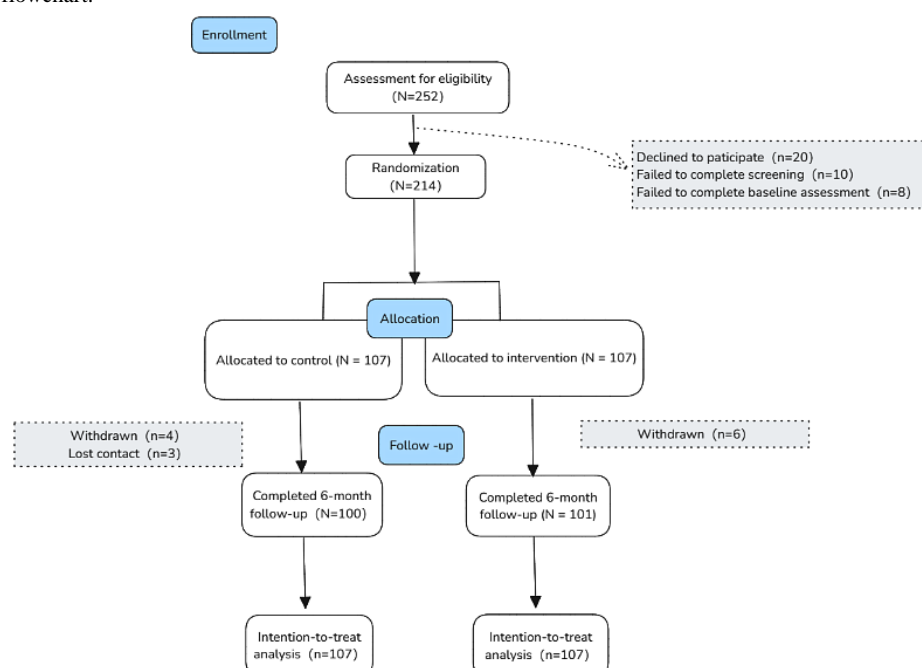 flowchart.
Enrollment
Assessment for eligibility
(N=252)
Declined to paticipate (n=20)
Failed to complete screening (n=10)
Failed to complete baseline assessment (n=8)
Randomization
(N=214)
Allocation
Allocated to control (N = 107)
Allocated to intervention (N = 107)
Withdrawn (n=4)
Lost contact (n=3)
Withdrawn (n=6)
Follow -up
Completed 6-month
follow-up (N=100)
Completed 6-month
follow-up (N = 101)
Intention-to-treat
analysis (n=107)
Intention-to-treat
analysis (n=107)